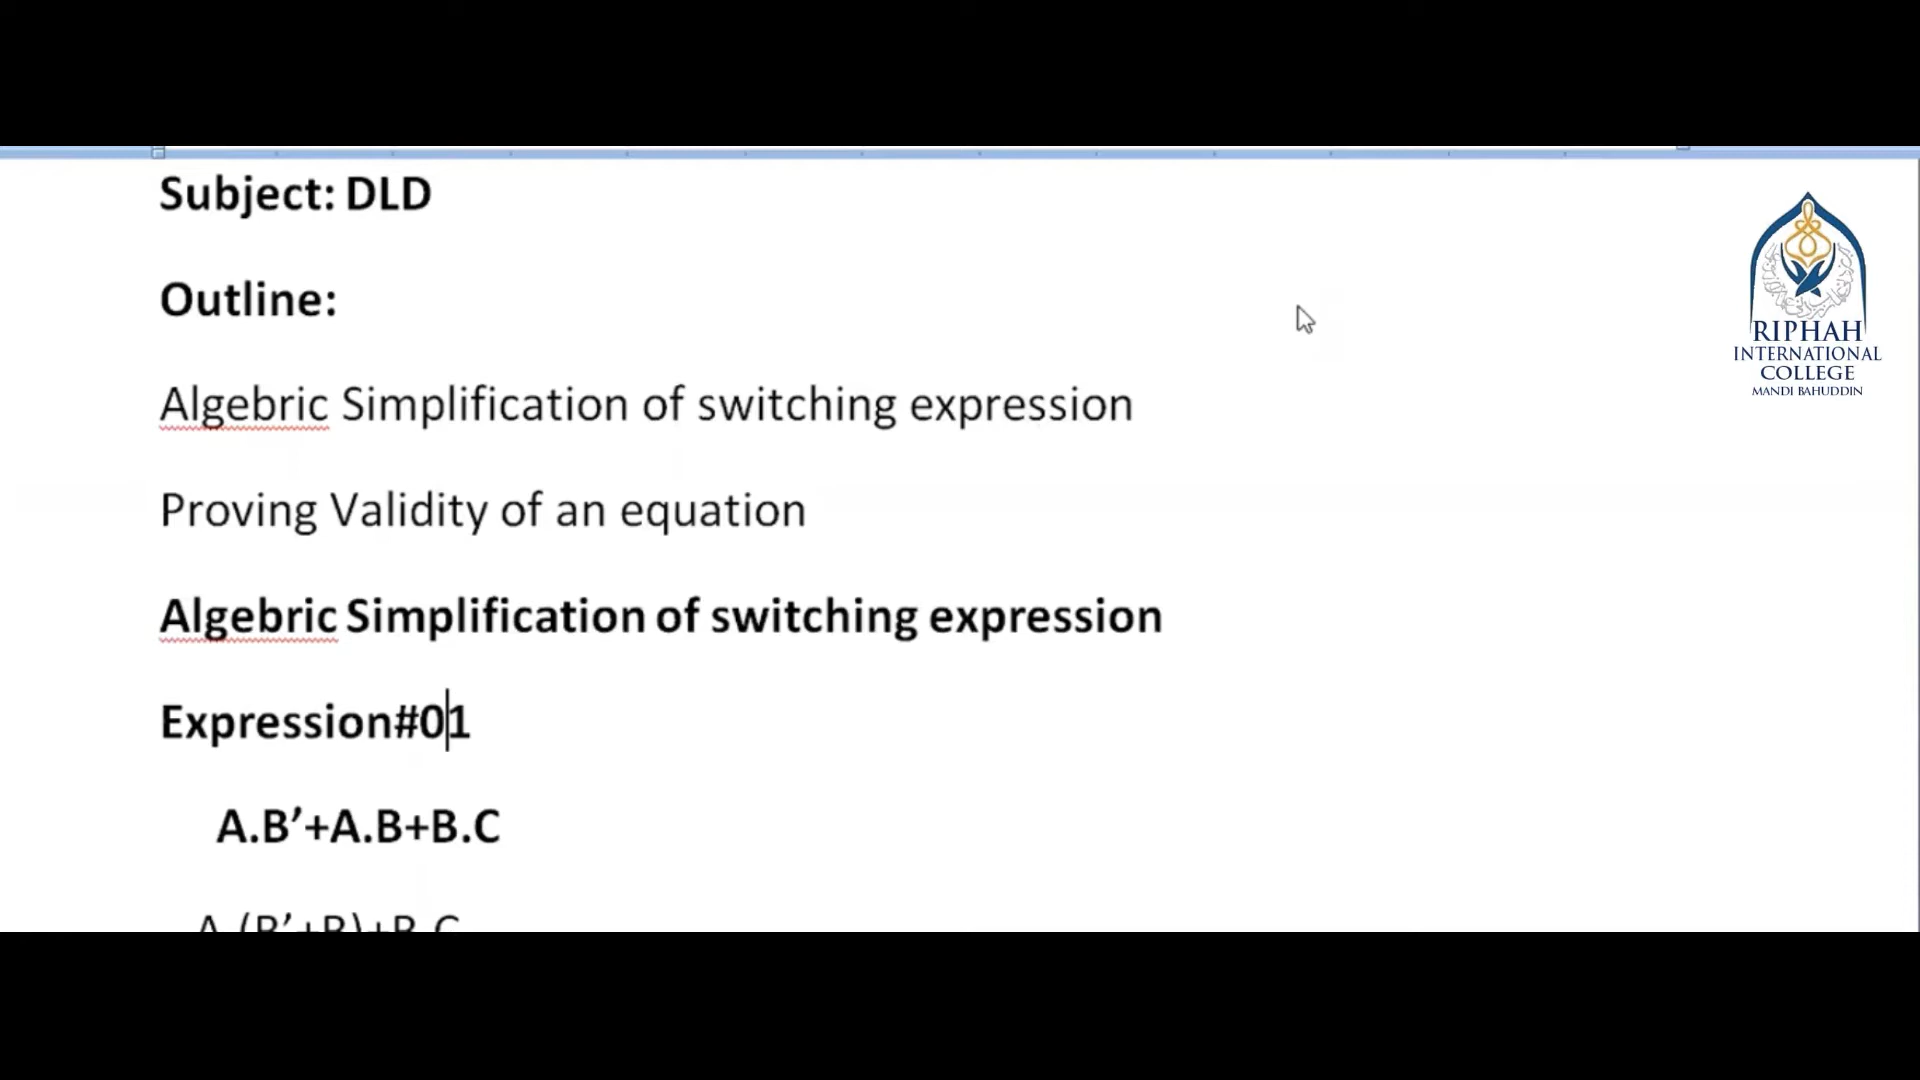 Subject: DLD
Outline:
Algebric Simplification of switching expression
Proving Validity of an equation
Algebric Simplification of switching expression
Expression#01
A.B’+A.B+B.C
A.(B’+B)+B.C
RIPHAH
INTERNATIONAL
COLLEGE
MANDI BAHUDDIN